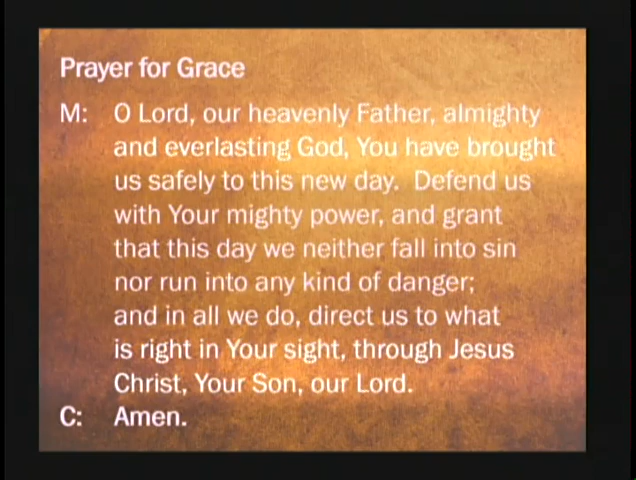 Prayer for Grace
M: O Lord, our heavenly Father, almighty
and everlasting God, You have brought
us safely to this new day. Defend us
with Your mighty power, and grant
that this day we neither fall into sin
nor run into any kind of danger;
and in all we do, direct us to what
is right in Your sight, through Jesus
Christ, Your Son, our Lord.
C: Amen.